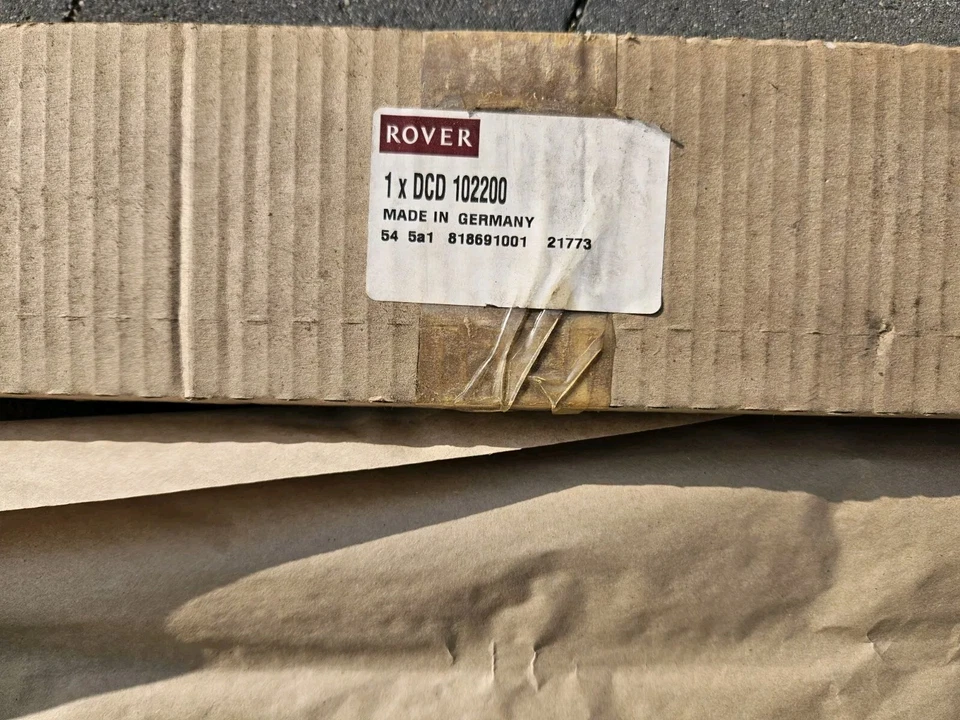 ROVER
1 x DCD 102200
MADE IN GERMANY
54 5a1 818691001 21773